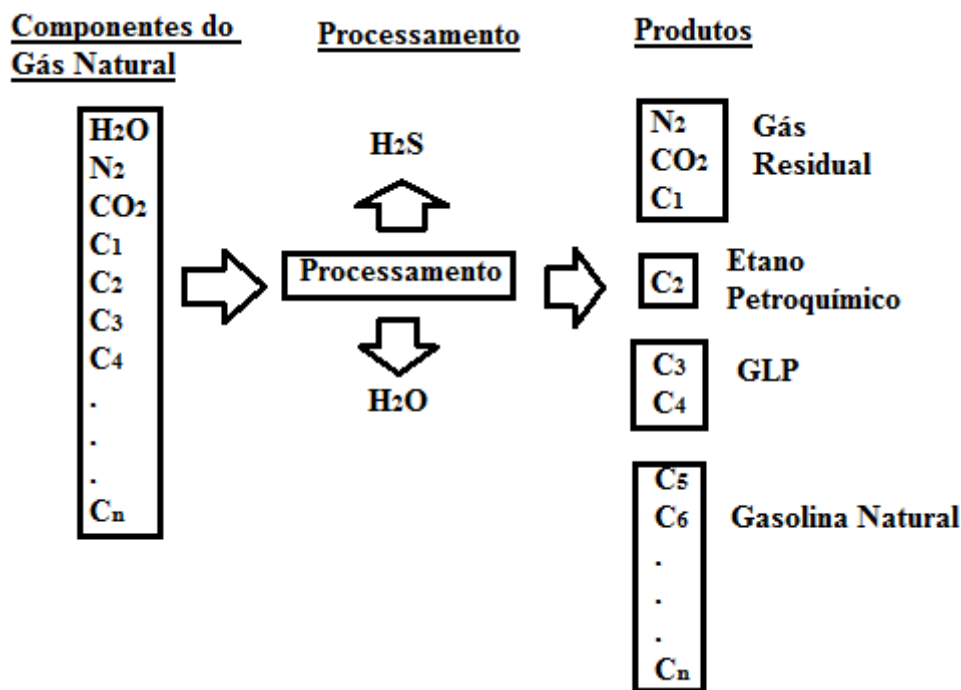 Componentes do
Gás Natural
H2O
N2
CO2
C1
C2
C3
C4
.
.
.
Cn
Processamento
H2S
Processamento
H2O
Produtos
N2
CO2
C1
Gás
Residual
C2
Etano
Petroquímico
C3
C4
GLP
C5
C6
.
.
.
Cn
Gasolina Natural